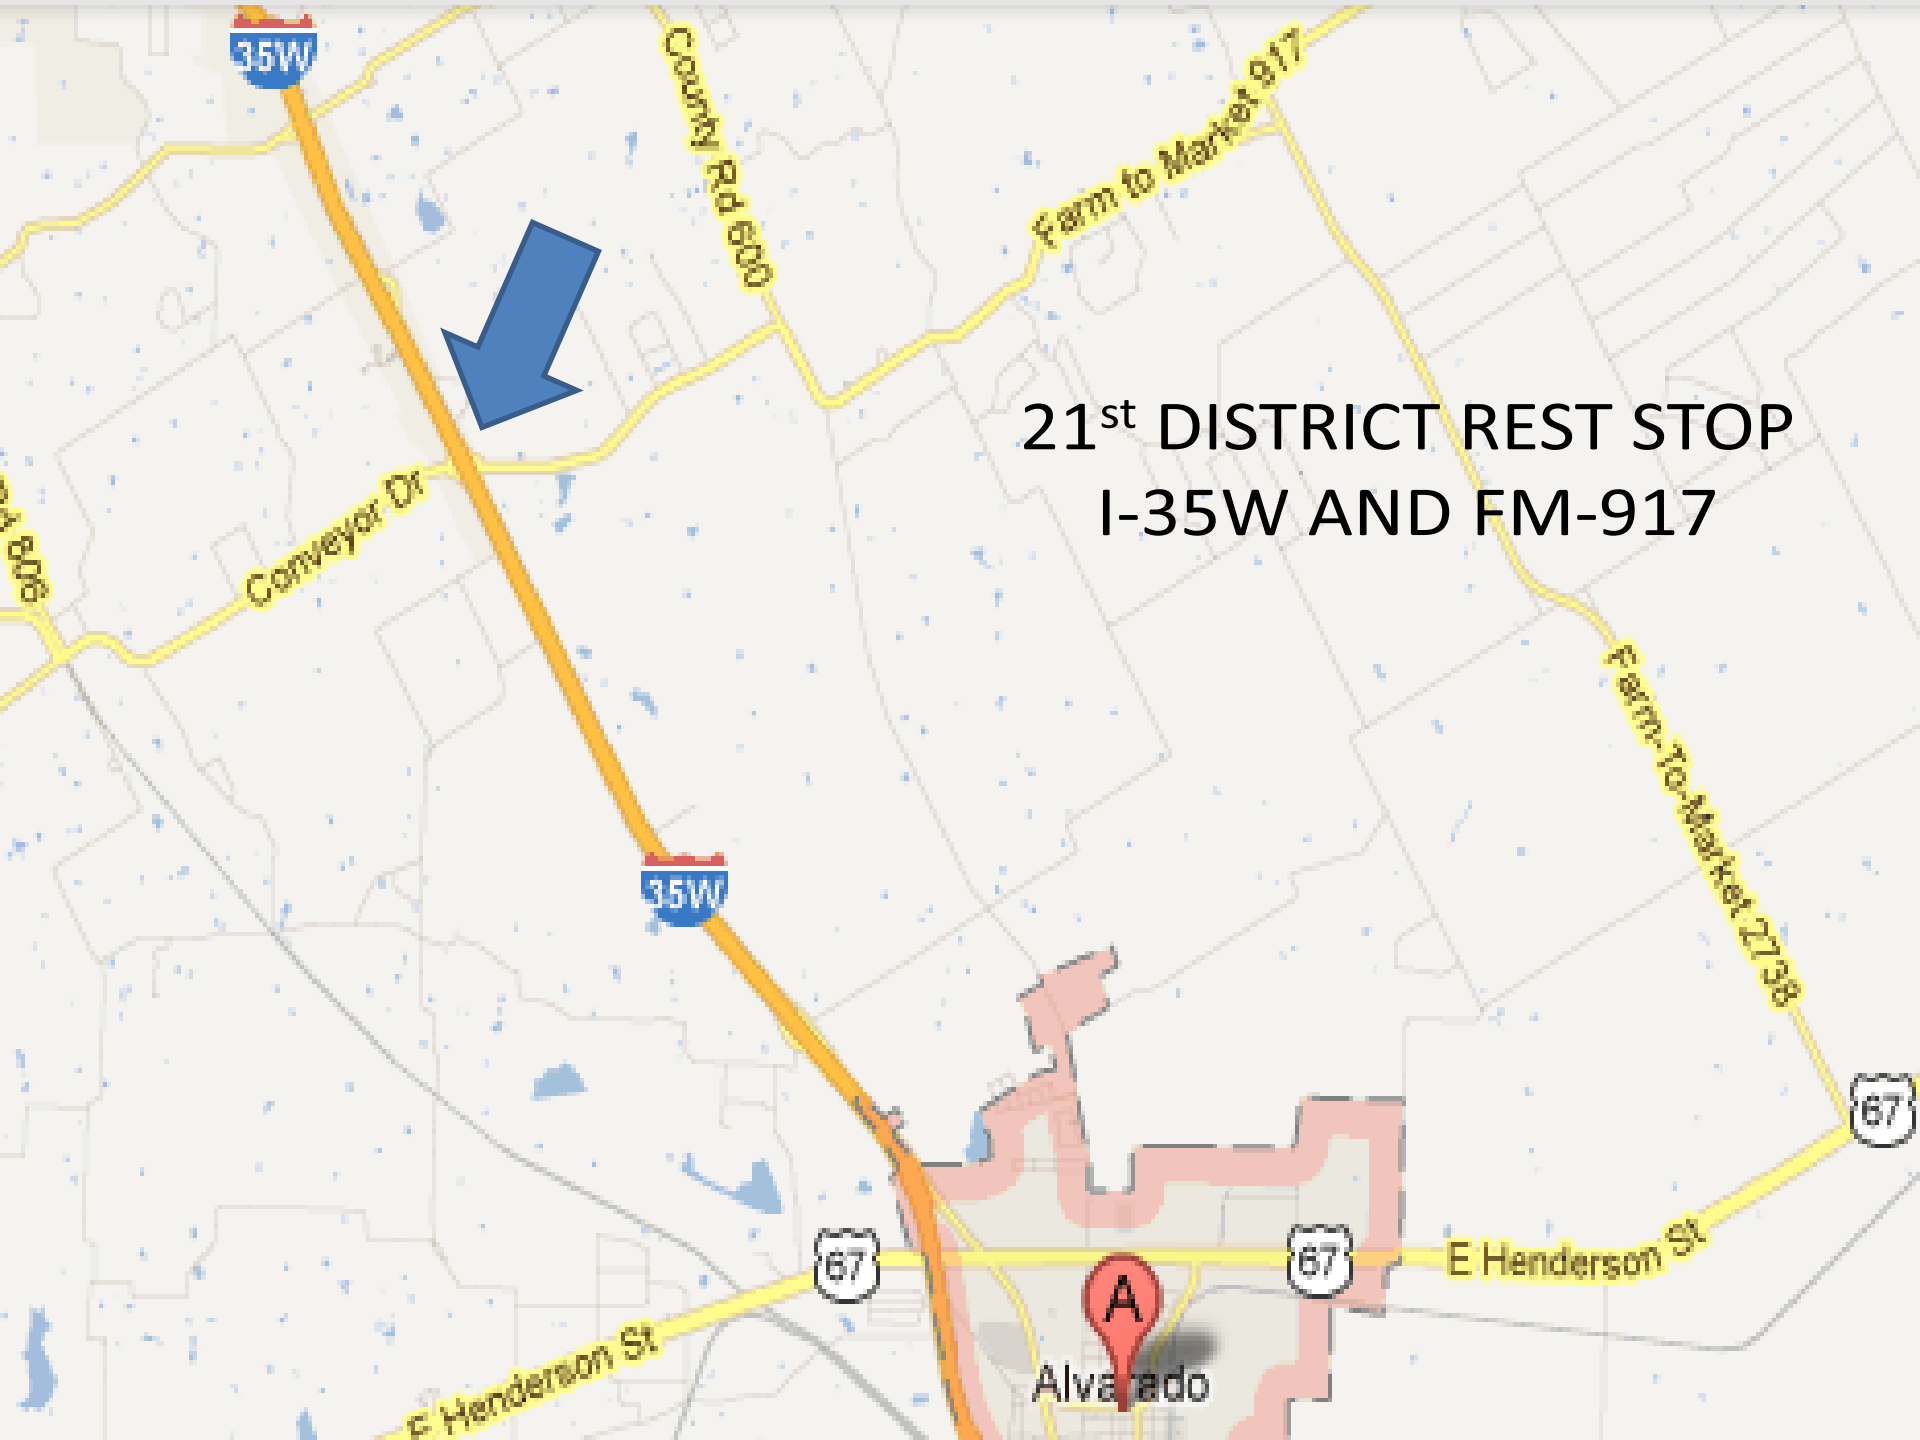 35W
County Rd 600
Farm to Market 917
21st DISTRICT REST STOP
I-35W AND FM-917
Conveyor Dr
808
Farm-To-Market 2738
35W
67
67
67
E Henderson St
E Henderson St
A
Alvarado